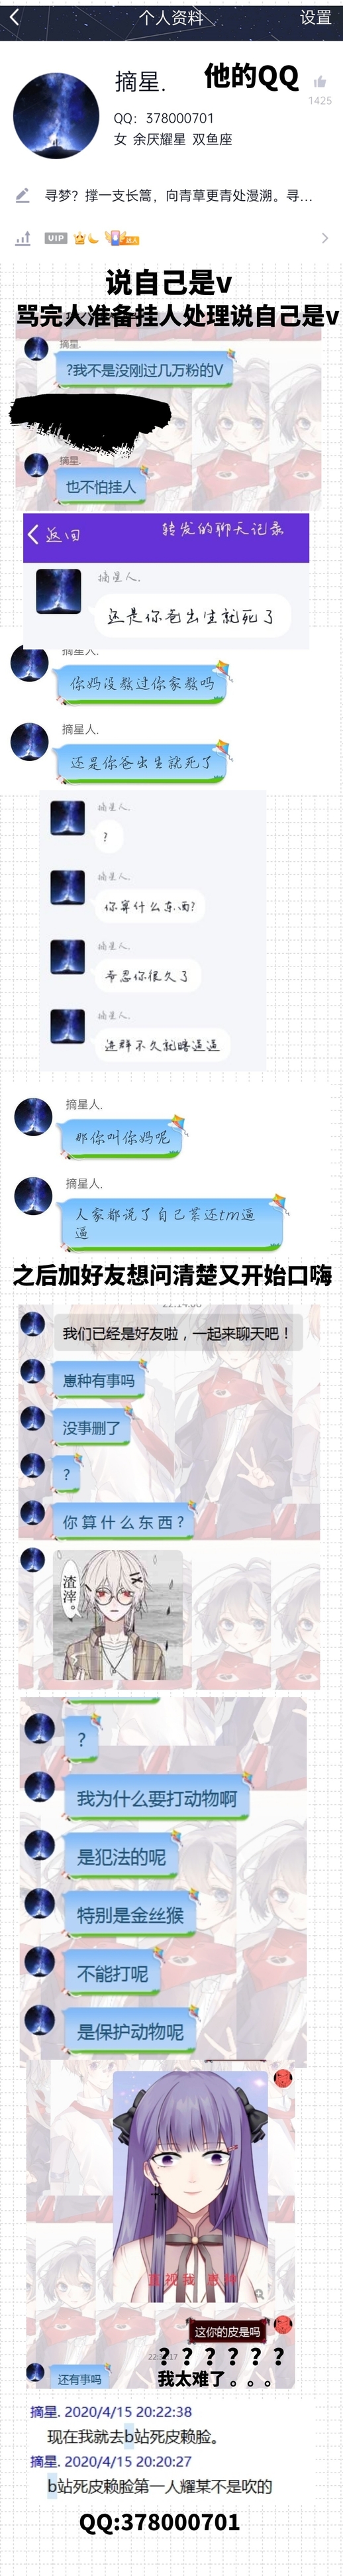 个人资料
设置
摘星.
他的QQ
1425
QQ：378000701
女 余厌耀星 双鱼座
寻梦？撑一支长篙，向青草更青处漫溯。寻...
VIP
达人
说自己是v
骂完人准备挂人处理说自己是v
摘星.
?我不是没刚过几万粉的V
摘星.
也不怕挂人
返回
转发的聊天记录
摘星人.
还是你爸出生就死了
摘星人.
你妈没教过你家教吗
摘星人.
还是你爸出生就死了
摘星人.
?
摘星人.
你算什么东西?
摘星人.
爷忍你很久了
摘星人.
进群不久就瞎逼逼
摘星人.
那你叫你妈呢
摘星人.
人家都说了自己菜还tm逼
逼
之后加好友想问清楚又开始口嗨
22:14:00
我们已经是好友啦，一起来聊天吧！
崽种有事吗
没事删了
?
你算什么东西?
渣滓。
?
我为什么要打动物啊
是犯法的呢
特别是金丝猴
不能打呢
是保护动物呢
这你的皮是吗
？？？？？？
我太难了。。。
还有事吗
摘星. 2020/4/15 20:22:38
现在我就去b站死皮赖脸。
摘星. 2020/4/15 20:20:27
b站死皮赖脸第一人耀某不是吹的
QQ:378000701